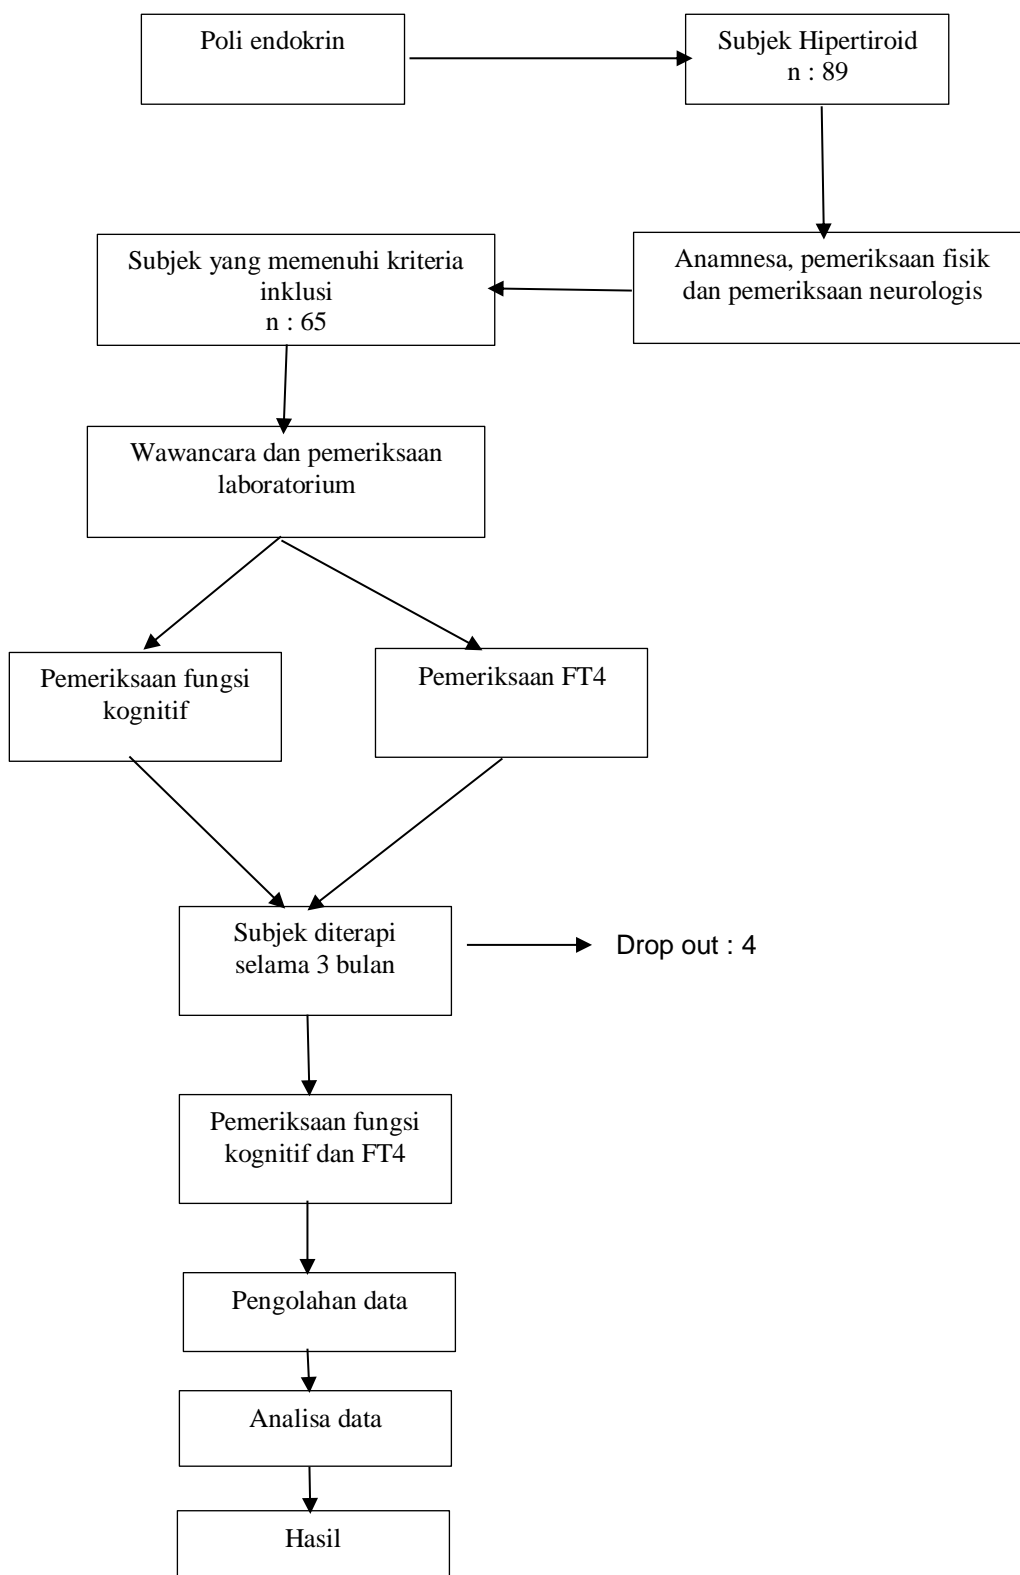 Poli endokrin
Subjek Hipertiroid
n : 89
Anamnesa, pemeriksaan fisik
dan pemeriksaan neurologis
Subjek yang memenuhi kriteria
inklusi
n : 65
Wawancara dan pemeriksaan
laboratorium
Pemeriksaan fungsi
kognitif
Pemeriksaan FT4
Subjek diterapi
selama 3 bulan
Drop out : 4
Pemeriksaan fungsi
kognitif dan FT4
Pengolahan data
Analisa data
Hasil